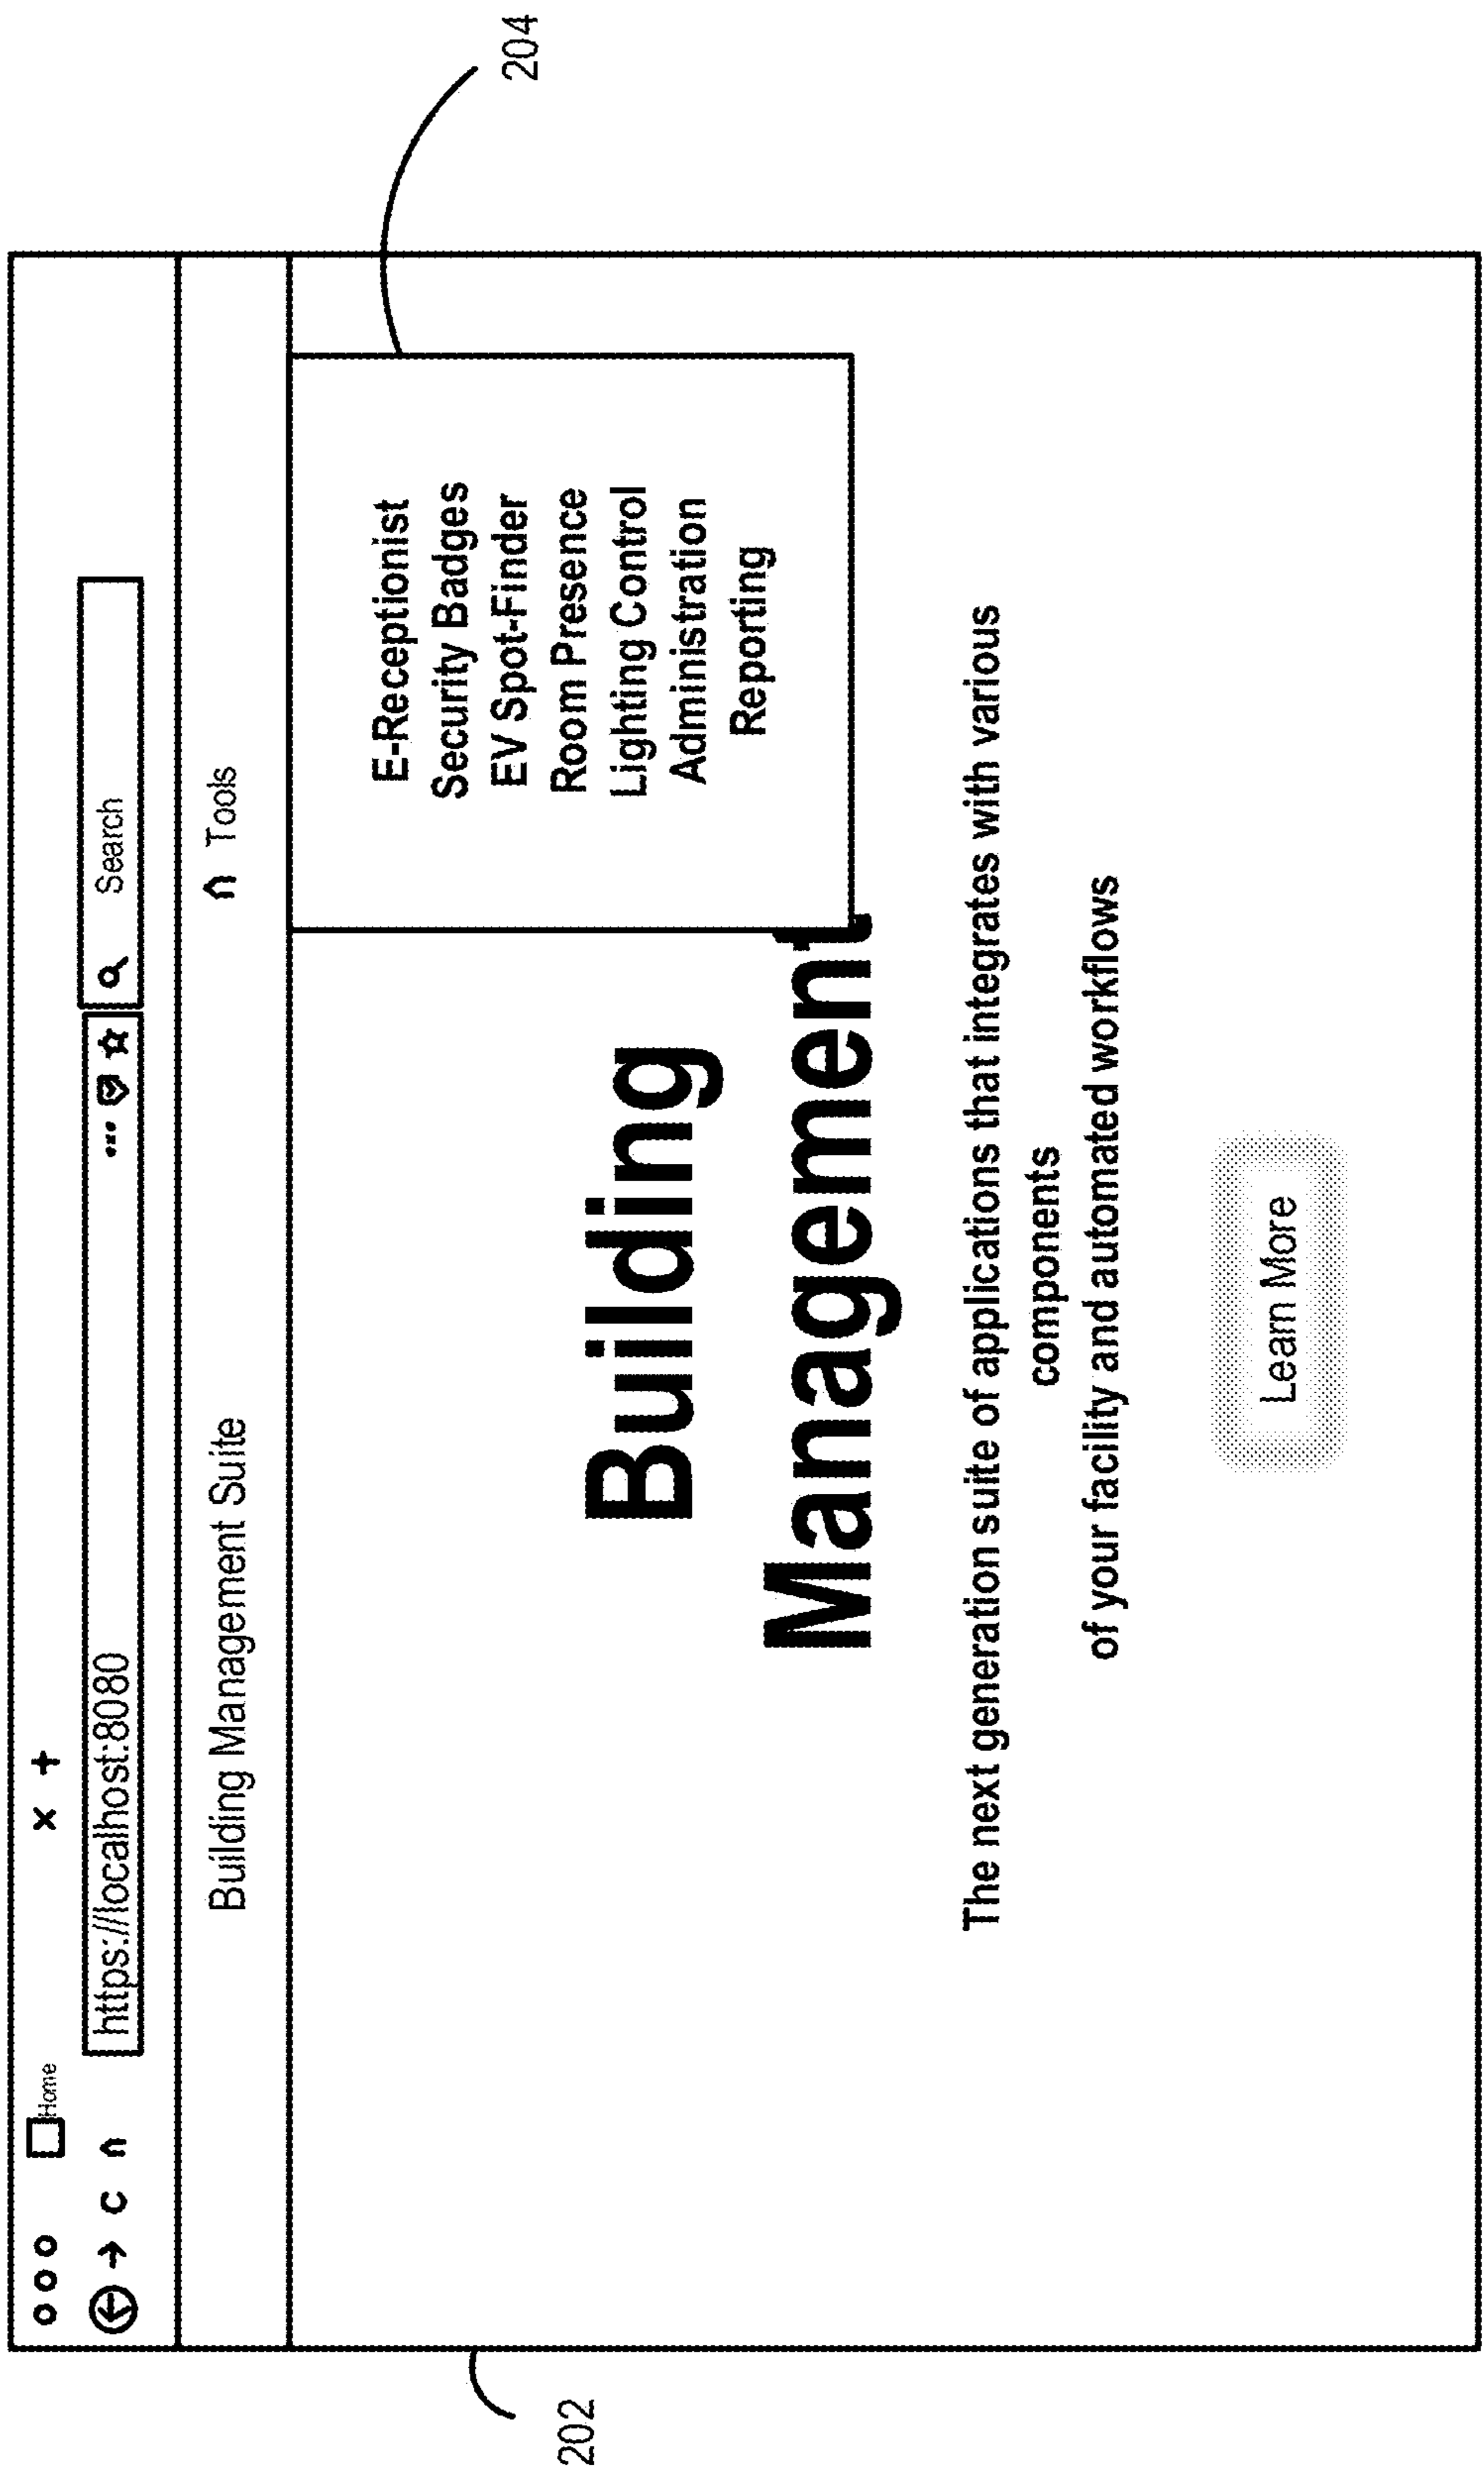 Home
https://localhost:8080
Search
Building Management Suite
Tools
E-Receptionist
Security Badges
EV Spot-Finder
Room Presence
Lighting Control
Administration
Reporting
Building
Management
The next generation suite of applications that integrates with various
components
of your facility and automated workflows
Learn More
202
204